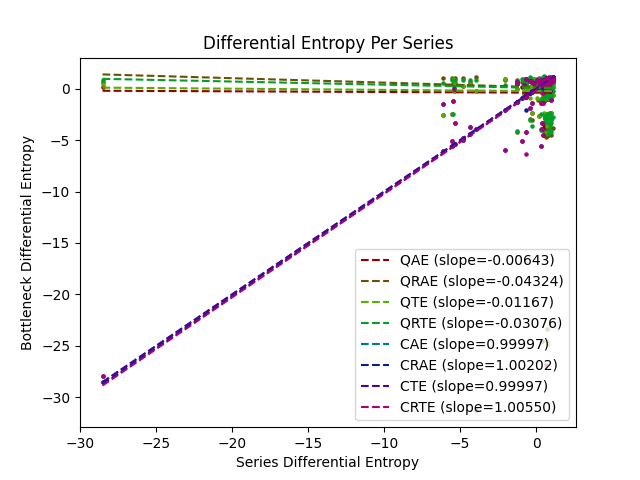 Differential Entropy Per Series
Bottleneck Differential Entropy
0
−5
−10
−15
−20
−25
−30
QAE (slope=-0.00643)
QRAE (slope=-0.04324)
QTE (slope=-0.01167)
QRTE (slope=-0.03076)
CAE (slope=0.99997)
CRAE (slope=1.00202)
CTE (slope=0.99997)
CRTE (slope=1.00550)
−30 −25 −20 −15 −10 −5 0
Series Differential Entropy